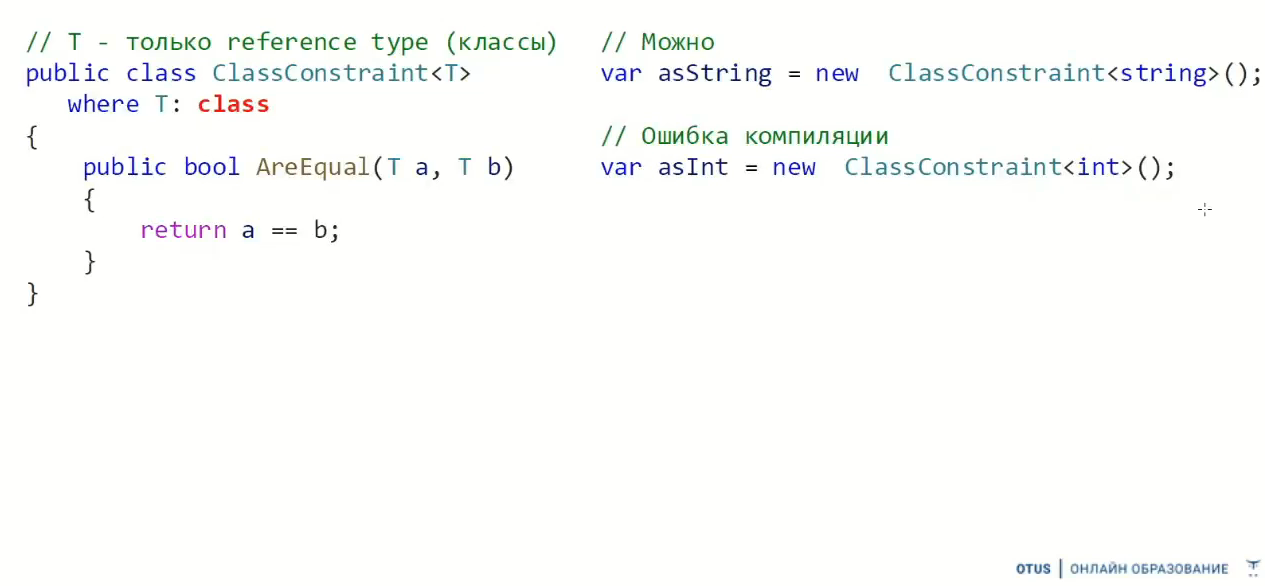 // T - только reference type (классы)
public class ClassConstraint<T>
where T: class
{
public bool AreEqual(T a, T b)
{
return a == b;
}
}
// Можно
var asString = new ClassConstraint<string>();
// Ошибка компиляции
var asInt = new ClassConstraint<int>();
OTUS | ОНЛАЙН ОБРАЗОВАНИЕ